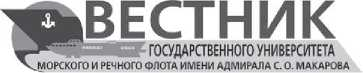 ВЕСТНИК
ГОСУДАРСТВЕННОГО УНИВЕРСИТЕТА
МОРСКОГО И РЕЧНОГО ФЛОТА ИМЕНИ АДМИРАЛА С. О. МАКАРОВА